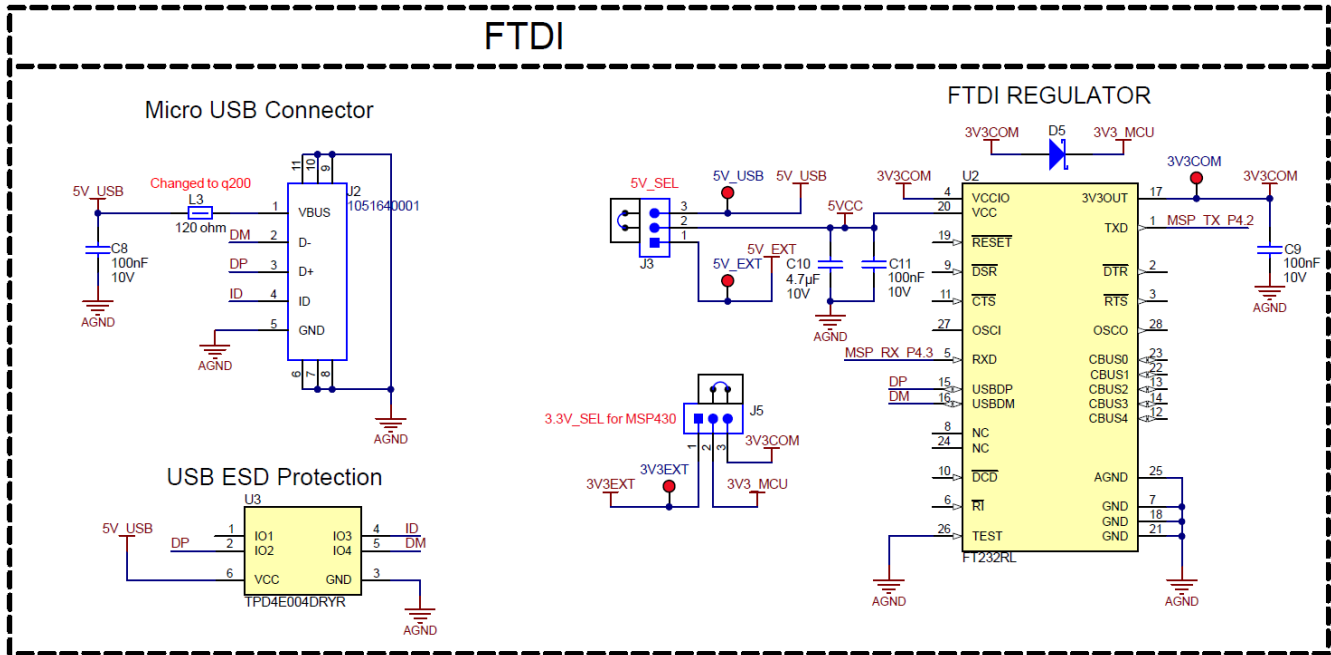 FTDI
Micro USB Connector
5V_USB
Changed to q200
L3
120 ohm
C8
100nF
10V
AGND
DM
DP
ID
AGND
11
10
9
J2
1051640001
1
VBUS
2
D-
3
D+
4
ID
5
GND
6
7
8
AGND
USB ESD Protection
U3
5V_USB
DP
1
IO1
2
IO2
6
VCC
IO3
4
ID
IO4
5
DM
GND
3
TPD4E004DRYR
AGND
5V_SEL
5V_USB
5V_USB
3
2
1
J3
5VCC
5V_EXT
5V_EXT
C10
4.7µF
10V
C11
100nF
10V
AGND
3.3V_SEL for MSP430
J5
1
2
3
3V3COM
3V3EXT
3V3EXT
3V3_MCU
FTDI REGULATOR
3V3COM
D5
3V3_MCU
3V3COM
U2
3V3COM
3V3COM
4
VCCIO
20
VCC
19
RESET
9
DSR
11
CTS
27
OSCI
MSP_RX_P4.3
5
RXD
DP
15
USBDP
DM
16
USBDM
8
NC
24
NC
10
DCD
6
RI
26
TEST
FT232RL
AGND
3V3OUT
17
TXD
1
MSP_TX_P4.2
DTR
2
RTS
3
OSCO
28
CBUS0
23
CBUS1
22
CBUS2
13
CBUS3
14
CBUS4
12
AGND
25
GND
7
GND
18
GND
21
AGND
C9
100nF
10V
AGND